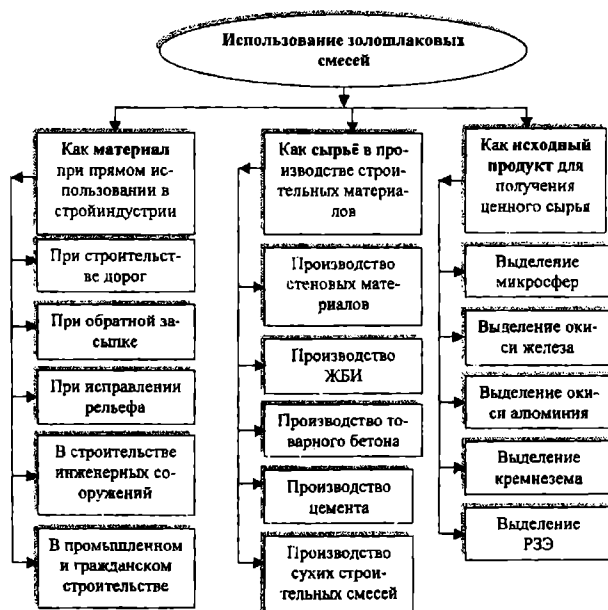 Использование золошлаковых
смесей
Как материал
при прямом ис-
пользовании в
стройиндустрии
При строительст-
ве дорог
При обратной за-
сыпке
При исправлении
рельефа
В строительстве
инженерных со-
оружений
В промышленном
и гражданском
строительстве
Как сырьё в про-
изводстве строи-
тельных материа-
лов
Производство
стеновых мате-
риалов
Производство
ЖБИ
Производство то-
варного бетона
Производство
цемента
Производство
сухих строи-
тельных смесей
Как исходный
продукт для
получения
ценного сырья
Выделение
микросфер
Выделение оки-
си железа
Выделение оки-
си алюминия
Выделение
кремнезема
Выделение
РЗЭ